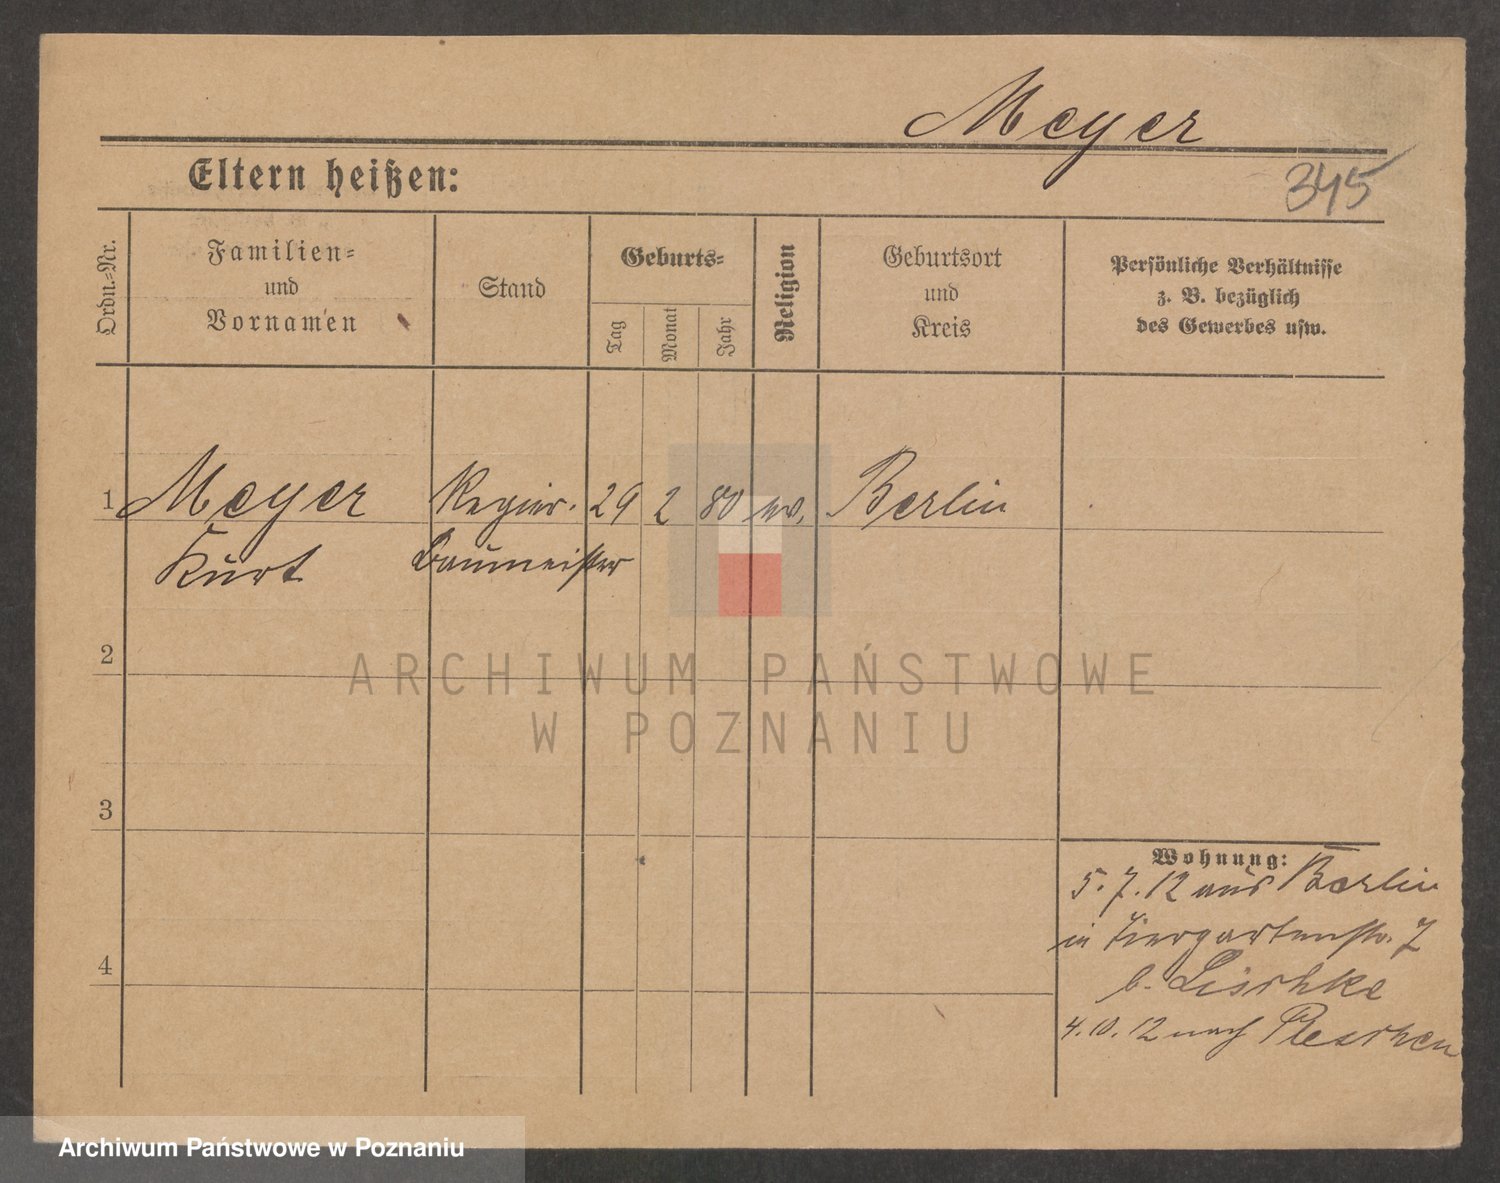 Meyer
345
Eltern heißen:
Ordn.-Nr.
Familien-
und
Vornamen
Stand
Geburts-
Tag
Monat
Jahr
Religion
Geburtsort
und
Kreis
Persönliche Verhältnisse
z. B. bezüglich
des Gewerbes usw.
1 Meyer Regier. 29 2 80 ev. Berlin
Kurt Baumeister
2
3
4
Wohnung:
5. 7. 12 aus Berlin
in Tiergartenstr. 7
b. Lischke
4. 10. 12 nach Pleschen
ARCHIWUM PAŃSTWOWE
W POZNANIU
Archiwum Państwowe w Poznaniu